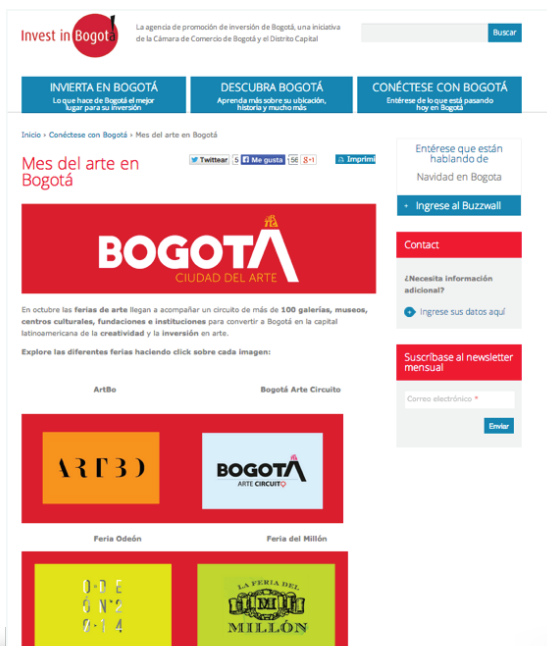 Invest in Bogotá
La agencia de promoción de inversión de Bogotá, una iniciativa
de la Cámara de Comercio de Bogotá y el Distrito Capital
Buscar
INVIERTA EN BOGOTÁ
Lo que hace de Bogotá el mejor
lugar para su inversión
DESCUBRA BOGOTÁ
Aprenda más sobre su ubicación,
historia y mucho más
CONÉCTESE CON BOGOTÁ
Entérese de lo que está pasando
hoy en Bogotá
Inicio › Conéctese con Bogotá › Mes del arte en Bogotá
Mes del arte en
Bogotá
Twittear 5 Me gusta 56 g+1 Imprimi
BOGOTÁ
CIUDAD DEL ARTE
En octubre las ferias de arte llegan a acompañar un circuito de más de 100 galerías, museos,
centros culturales, fundaciones e instituciones para convertir a Bogotá en la capital
latinoamericana de la creatividad y la inversión en arte.
Explore las diferentes ferias haciendo click sobre cada imagen:
ArtBo
Bogotá Arte Circuito
ARTBO
BOGOTÁ
ARTE CIRCUITO
Feria Odeón
Feria del Millón
O·DE
ÓN·2
0·14
LA FERIA DEL
M
MILLÓN
Entérese que están
hablando de
Navidad en Bogota
Ingrese al Buzzwall
Contact
¿Necesita información
adicional?
Ingrese sus datos aquí
Suscríbase al newsletter
mensual
Correo electrónico *
Enviar